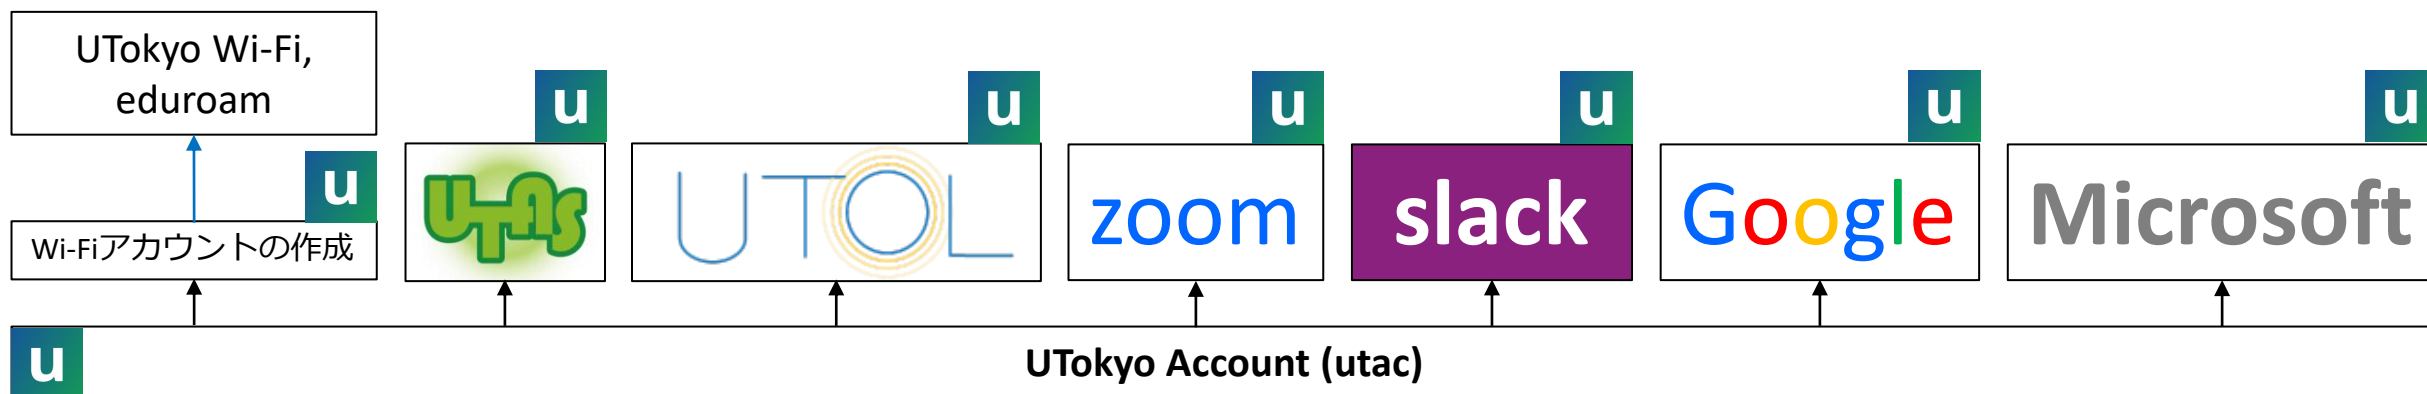 UTokyo Wi-Fi,
eduroam
u
Wi-Fiアカウントの作成
u
UTAS
u
UTOL
u
zoom
u
slack
u
Google
u
Microsoft
u
UTokyo Account (utac)